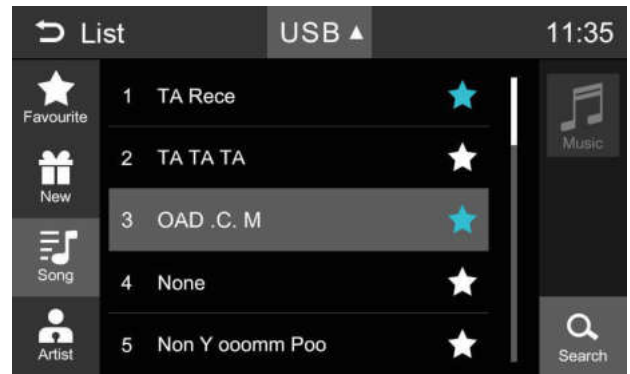 List
USB
11:35
Favourite
New
Song
Artist
1 TA Rece
2 TA TA TA
3 OAD .C. M
4 None
5 Non Y ooomm Poo
Music
Search